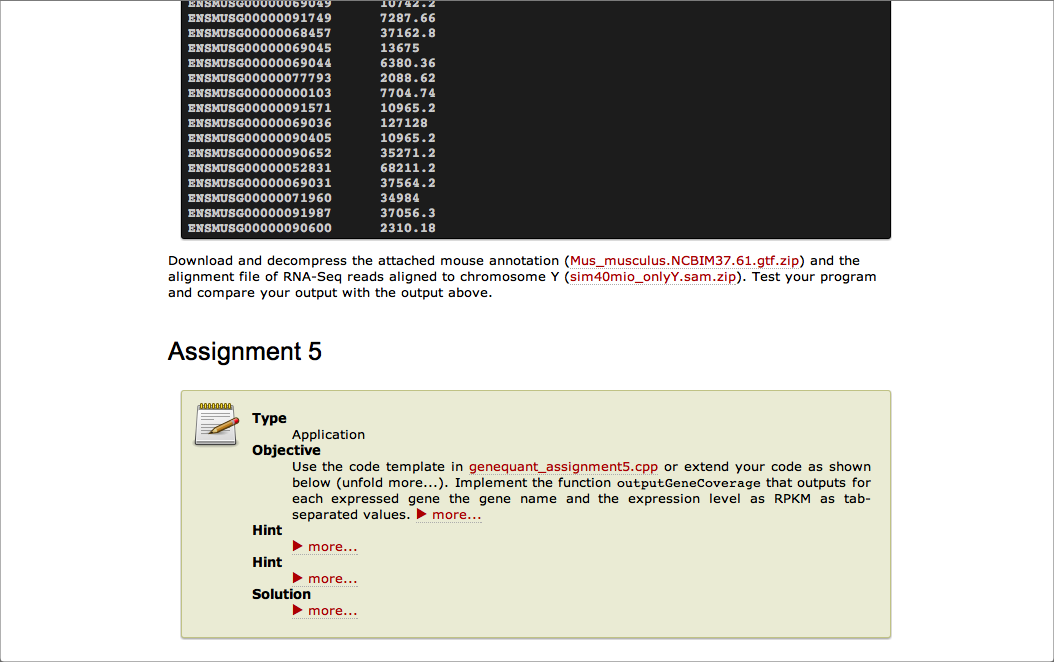 ENSMUSG00000069049 10742.2
ENSMUSG00000091749 7287.66
ENSMUSG00000068457 37162.8
ENSMUSG00000069045 13675
ENSMUSG00000069044 6380.36
ENSMUSG00000077793 2088.62
ENSMUSG00000000103 7704.74
ENSMUSG00000091571 10965.2
ENSMUSG00000069036 127128
ENSMUSG00000090405 10965.2
ENSMUSG00000090652 35271.2
ENSMUSG00000052831 68211.2
ENSMUSG00000069031 37564.2
ENSMUSG00000071960 34984
ENSMUSG00000091987 37056.3
ENSMUSG00000090600 2310.18
Download and decompress the attached mouse annotation (Mus_musculus.NCBIM37.61.gtf.zip) and the
alignment file of RNA-Seq reads aligned to chromosome Y (sim40mio_onlyY.sam.zip). Test your program
and compare your output with the output above.
Assignment 5
Type
Application
Objective
Use the code template in genequant_assignment5.cpp or extend your code as shown
below (unfold more...). Implement the function outputGeneCoverage that outputs for
each expressed gene the gene name and the expression level as RPKM as tab-
separated values. ▶ more...
Hint
▶ more...
Hint
▶ more...
Solution
▶ more...